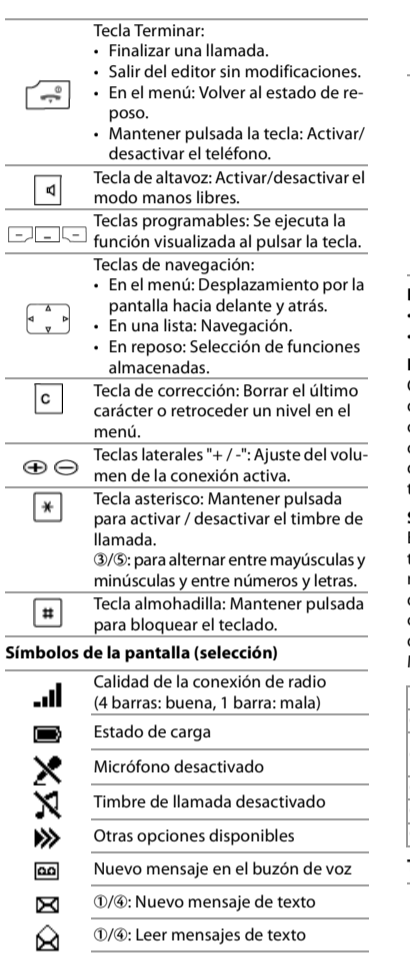 Tecla Terminar:
• Finalizar una llamada.
• Salir del editor sin modificaciones.
• En el menú: Volver al estado de re-
poso.
• Mantener pulsada la tecla: Activar/
desactivar el teléfono.
Tecla de altavoz: Activar/desactivar el
modo manos libres.
Teclas programables: Se ejecuta la
función visualizada al pulsar la tecla.
Teclas de navegación:
• En el menú: Desplazamiento por la
pantalla hacia delante y atrás.
• En una lista: Navegación.
• En reposo: Selección de funciones
almacenadas.
C
Tecla de corrección: Borrar el último
carácter o retroceder un nivel en el
menú.
Teclas laterales "+ / -": Ajuste del volu-
men de la conexión activa.
*
Tecla asterisco: Mantener pulsada
para activar / desactivar el timbre de
llamada.
③/⑤: para alternar entre mayúsculas y
minúsculas y entre números y letras.
#
Tecla almohadilla: Mantener pulsada
para bloquear el teclado.
Símbolos de la pantalla (selección)
Calidad de la conexión de radio
(4 barras: buena, 1 barra: mala)
Estado de carga
Micrófono desactivado
Timbre de llamada desactivado
Otras opciones disponibles
Nuevo mensaje en el buzón de voz
①/④: Nuevo mensaje de texto
①/④: Leer mensajes de texto